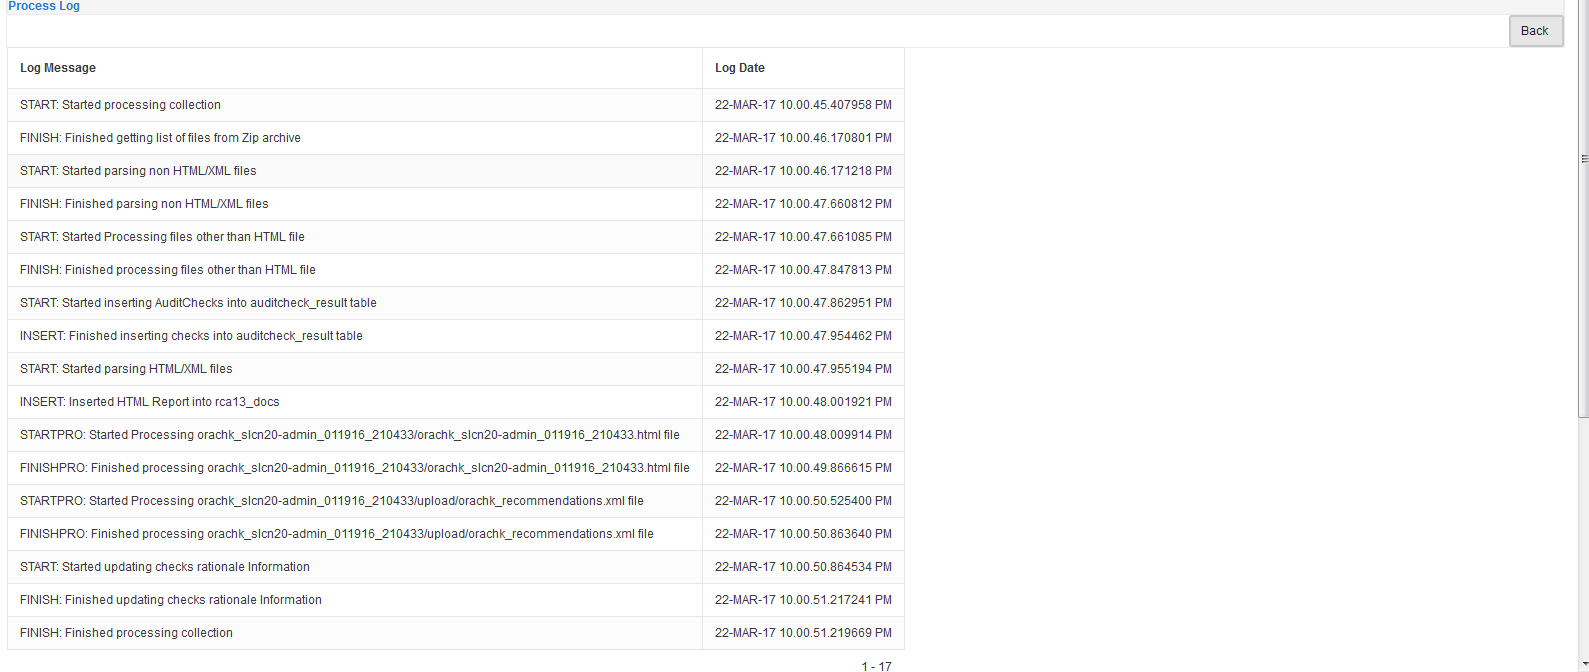 Process Log
Back
Log Message Log Date
START: Started processing collection 22-MAR-17 10.00.45.407958 PM
FINISH: Finished getting list of files from Zip archive 22-MAR-17 10.00.46.170801 PM
START: Started parsing non HTML/XML files 22-MAR-17 10.00.46.171218 PM
FINISH: Finished parsing non HTML/XML files 22-MAR-17 10.00.47.660812 PM
START: Started Processing files other than HTML file 22-MAR-17 10.00.47.661085 PM
FINISH: Finished processing files other than HTML file 22-MAR-17 10.00.47.847813 PM
START: Started inserting AuditChecks into auditcheck_result table 22-MAR-17 10.00.47.862951 PM
INSERT: Finished inserting checks into auditcheck_result table 22-MAR-17 10.00.47.954462 PM
START: Started parsing HTML/XML files 22-MAR-17 10.00.47.955194 PM
INSERT: Inserted HTML Report into rca13_docs 22-MAR-17 10.00.48.001921 PM
STARTPRO: Started Processing orachk_slcn20-admin_011916_210433/orachk_slcn20-admin_011916_210433.html file 22-MAR-17 10.00.48.009914 PM
FINISHPRO: Finished processing orachk_slcn20-admin_011916_210433/orachk_slcn20-admin_011916_210433.html file 22-MAR-17 10.00.49.866615 PM
STARTPRO: Started Processing orachk_slcn20-admin_011916_210433/upload/orachk_recommendations.xml file 22-MAR-17 10.00.50.525400 PM
FINISHPRO: Finished processing orachk_slcn20-admin_011916_210433/upload/orachk_recommendations.xml file 22-MAR-17 10.00.50.863640 PM
START: Started updating checks rationale Information 22-MAR-17 10.00.50.864534 PM
FINISH: Finished updating checks rationale Information 22-MAR-17 10.00.51.217241 PM
FINISH: Finished processing collection 22-MAR-17 10.00.51.219669 PM
1 - 17